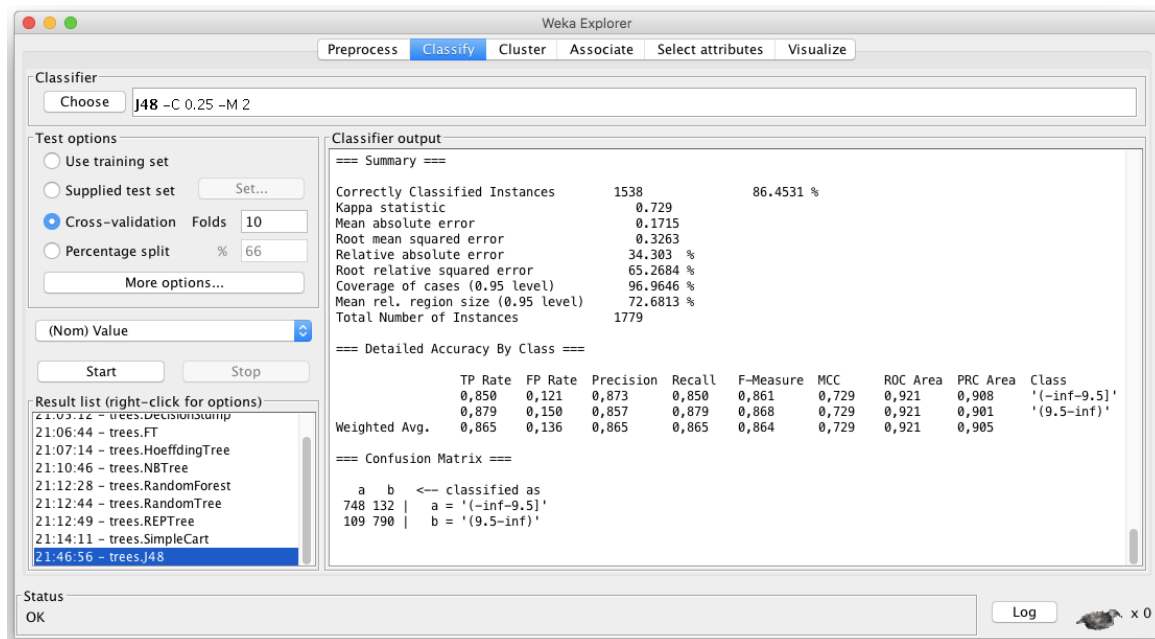 Weka Explorer
Preprocess Classify Cluster Associate Select attributes Visualize
Classifier
Choose J48 -C 0.25 -M 2
Test options
Use training set
Supplied test set Set...
Cross-validation Folds 10
Percentage split % 66
More options...
(Nom) Value
Start Stop
Result list (right-click for options)
21:05:12 - trees.DecisionStump
21:06:44 - trees.FT
21:07:14 - trees.HoeffdingTree
21:10:46 - trees.NBTree
21:12:28 - trees.RandomForest
21:12:44 - trees.RandomTree
21:12:49 - trees.REPTree
21:14:11 - trees.SimpleCart
21:46:56 - trees.J48
Classifier output
=== Summary ===
Correctly Classified Instances 1538 86.4531 %
Kappa statistic 0.729
Mean absolute error 0.1715
Root mean squared error 0.3263
Relative absolute error 34.303 %
Root relative squared error 65.2684 %
Coverage of cases (0.95 level) 96.9646 %
Mean rel. region size (0.95 level) 72.6813 %
Total Number of Instances 1779
=== Detailed Accuracy By Class ===
TP Rate FP Rate Precision Recall F-Measure MCC ROC Area PRC Area Class
0,850 0,121 0,873 0,850 0,861 0,729 0,921 0,908 '(-inf-9.5]'
0,879 0,150 0,857 0,879 0,868 0,729 0,921 0,901 '(9.5-inf)'
Weighted Avg. 0,865 0,136 0,865 0,865 0,864 0,729 0,921 0,905
=== Confusion Matrix ===
a b <-- classified as
748 132 | a = '(-inf-9.5]'
109 790 | b = '(9.5-inf)'
Status
OK
Log x 0